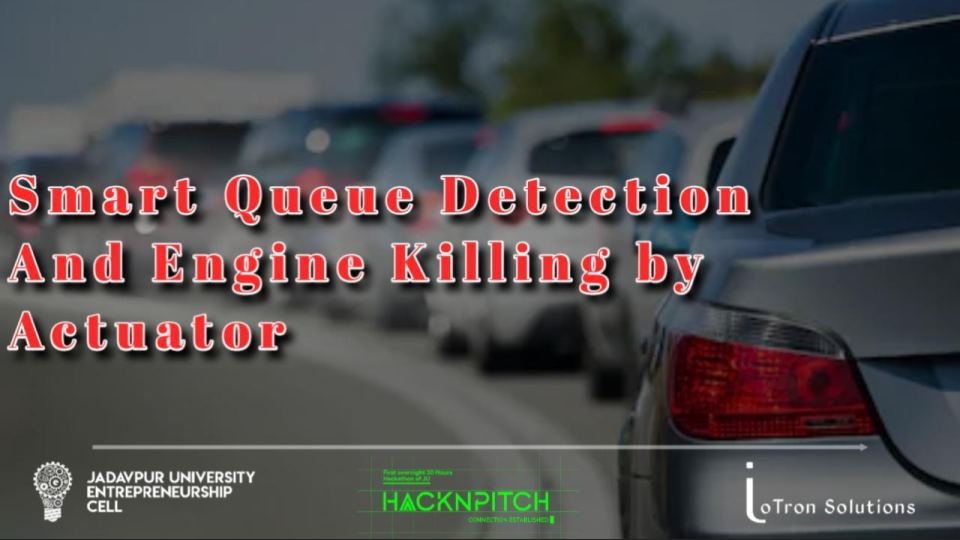 Smart Queue Detection
And Engine Killing by
Actuator
JADAVPUR UNIVERSITY
ENTREPRENEURSHIP
CELL
First overnight 30 Hours
Hackathon of JU
HACKNPITCH
CONNECTION ESTABLISHED
ioTron Solutions